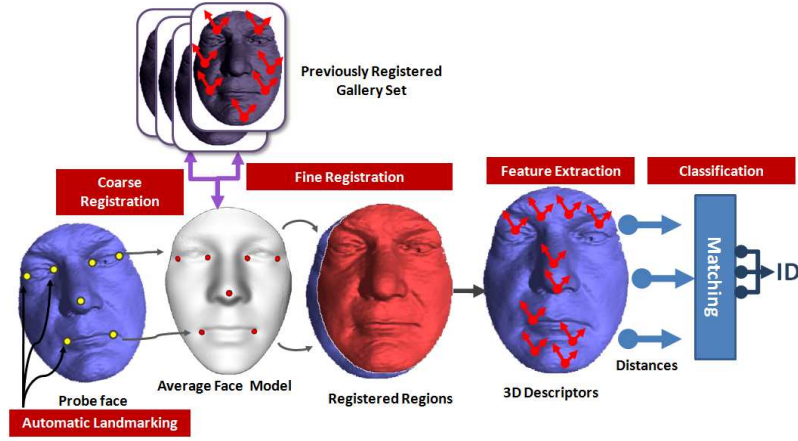 Previously Registered
Gallery Set
Coarse
Registration
Fine Registration
Feature Extraction
Classification
Matching
ID
Distances
Average Face Model
Probe face
Registered Regions
3D Descriptors
Automatic Landmarking